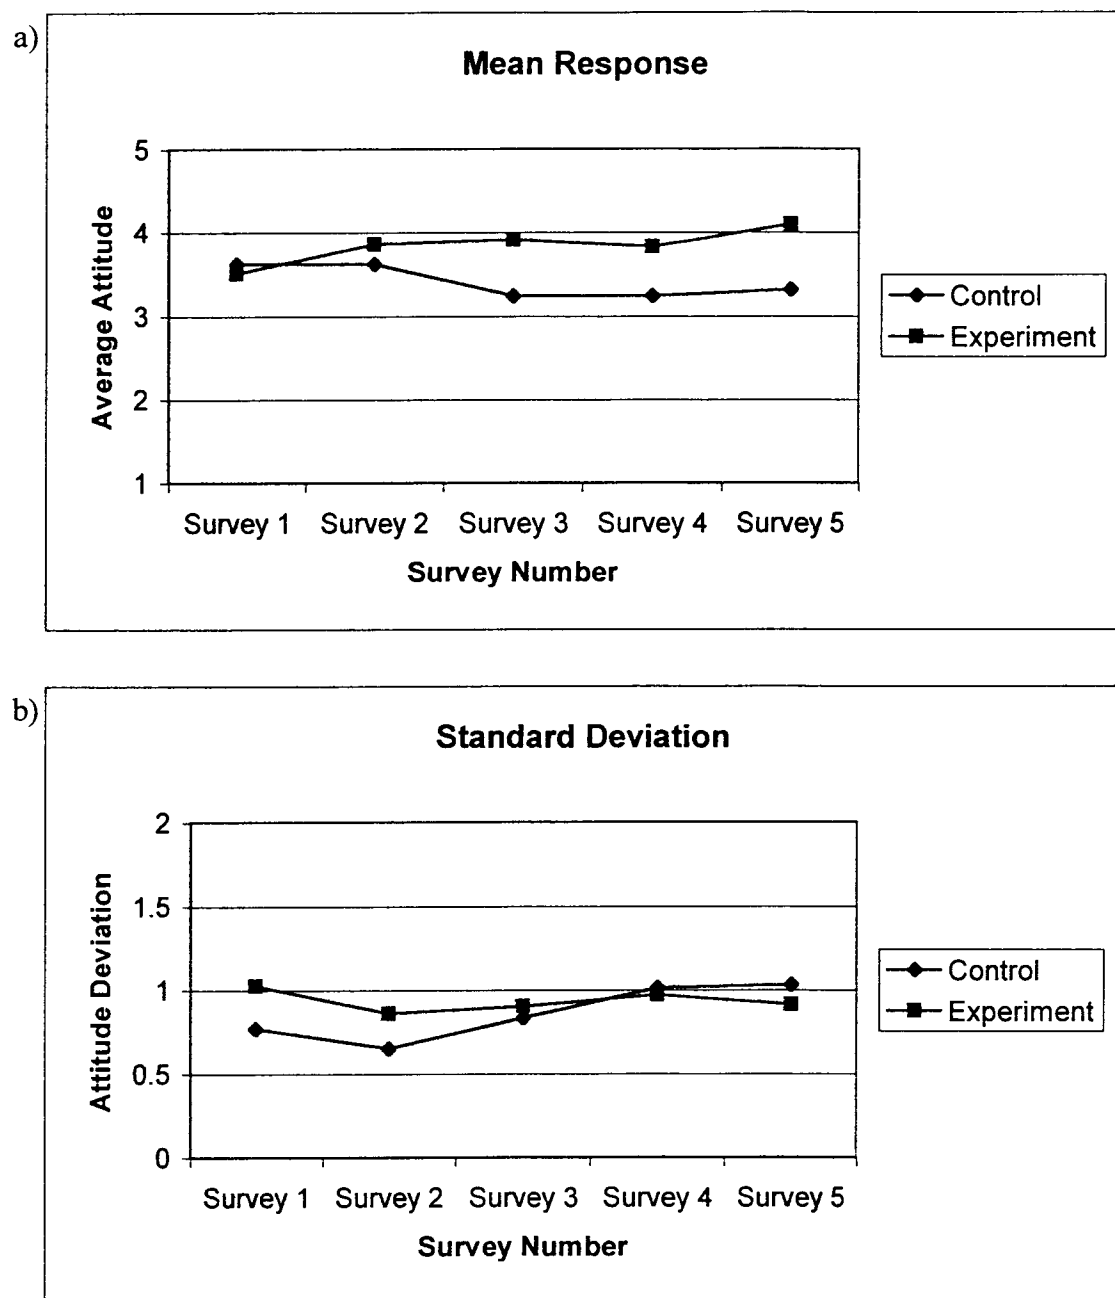 a)
Mean Response
5
4
3
2
1
Average Attitude
Survey 1 Survey 2 Survey 3 Survey 4 Survey 5
Survey Number
Control
Experiment
b)
Standard Deviation
2
1.5
1
0.5
0
Attitude Deviation
Survey 1 Survey 2 Survey 3 Survey 4 Survey 5
Survey Number
Control
Experiment